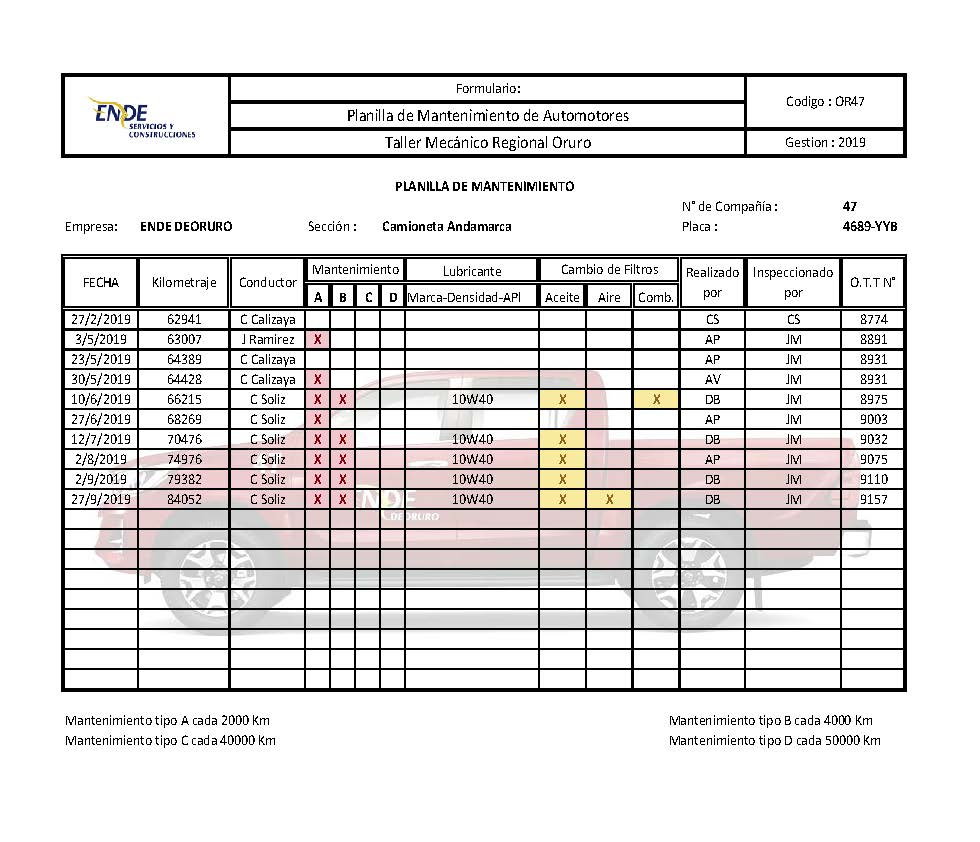 ENDE
SERVICIOS Y
CONSTRUCCIONES
Formulario:
Planilla de Mantenimiento de Automotores
Taller Mecánico Regional Oruro
Codigo : OR47
Gestion : 2019
PLANILLA DE MANTENIMIENTO
N° de Compañía : 47
Empresa: ENDE DEORURO Sección : Camioneta Andamarca Placa : 4689-YYB
FECHA Kilometraje Conductor Mantenimiento Lubricante Cambio de Filtros Realizado por Inspeccionado por O.T.T N°
A B C D Marca-Densidad-API Aceite Aire Comb.
27/2/2019 62941 C Calizaya CS CS 8774
3/5/2019 63007 J Ramirez X AP JM 8891
23/5/2019 64389 C Calizaya AP JM 8931
30/5/2019 64428 C Calizaya X AV JM 8931
10/6/2019 66215 C Soliz X X 10W40 X X DB JM 8975
27/6/2019 68269 C Soliz X AP JM 9003
12/7/2019 70476 C Soliz X X 10W40 X DB JM 9032
2/8/2019 74976 C Soliz X X 10W40 X AP JM 9075
2/9/2019 79382 C Soliz X X 10W40 X DB JM 9110
27/9/2019 84052 C Soliz X X 10W40 X X DB JM 9157
ENDE
DEORURO
Mantenimiento tipo A cada 2000 Km Mantenimiento tipo B cada 4000 Km
Mantenimiento tipo C cada 40000 Km Mantenimiento tipo D cada 50000 Km